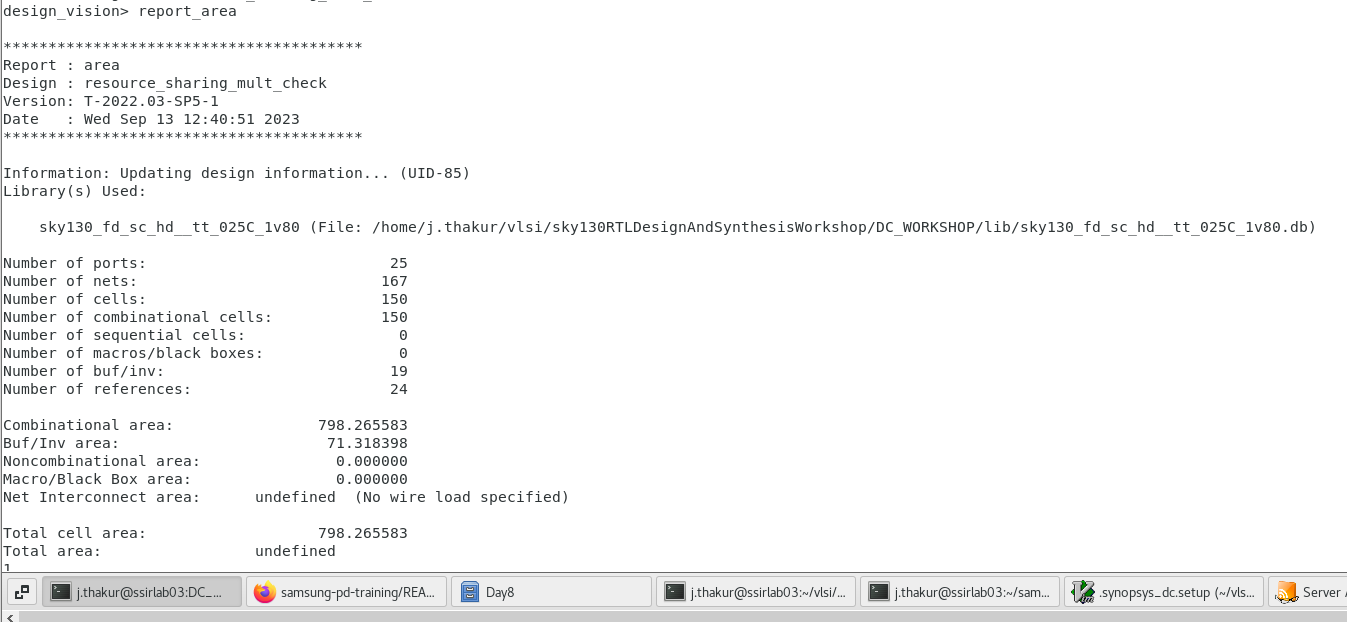 design_vision> report_area
****************************************
Report : area
Design : resource_sharing_mult_check
Version: T-2022.03-SP5-1
Date   : Wed Sep 13 12:40:51 2023
****************************************
Information: Updating design information... (UID-85)
Library(s) Used:
sky130_fd_sc_hd__tt_025C_1v80 (File: /home/j.thakur/vlsi/sky130RTLDesignAndSynthesisWorkshop/DC_WORKSHOP/lib/sky130_fd_sc_hd__tt_025C_1v80.db)
Number of ports: 25
Number of nets: 167
Number of cells: 150
Number of combinational cells: 150
Number of sequential cells: 0
Number of macros/black boxes: 0
Number of buf/inv: 19
Number of references: 24
Combinational area: 798.265583
Buf/Inv area: 71.318398
Noncombinational area: 0.000000
Macro/Black Box area: 0.000000
Net Interconnect area: undefined (No wire load specified)
Total cell area: 798.265583
Total area: undefined
1
j.thakur@ssirlab03:DC_... samsung-pd-training/REA... Day8 j.thakur@ssirlab03:~/vlsi/... j.thakur@ssirlab03:~/sam... .synopsys_dc.setup (~/vls... Server